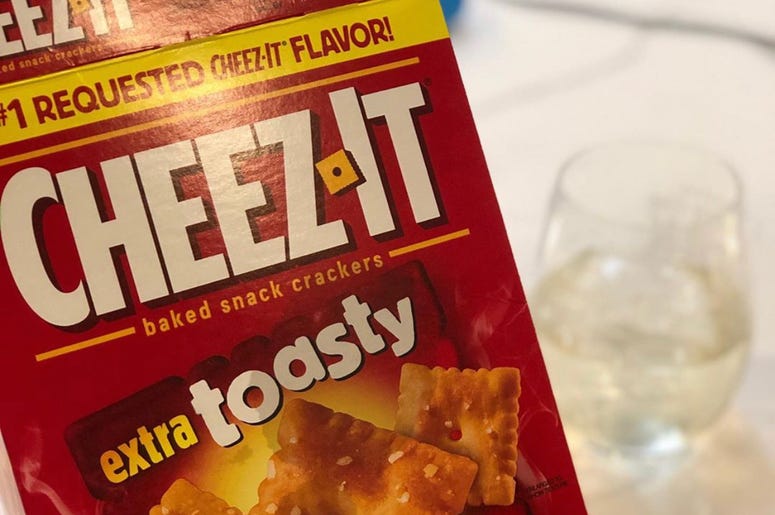 EEZ-IT
ed snack crackers
#1 REQUESTED CHEEZ-IT® FLAVOR!
CHEEZ-IT®
baked snack crackers
extra toasty